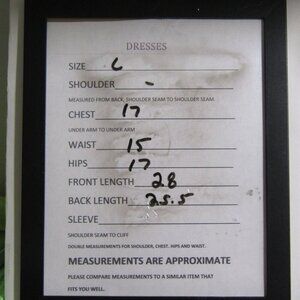 DRESSES
SIZE L
SHOULDER -
MEASURED FROM BACK, SHOULDER SEAM TO SHOULDER SEAM.
CHEST 17
UNDER ARM TO UNDER ARM
WAIST 15
HIPS 17
FRONT LENGTH 28
BACK LENGTH 25.5
SLEEVE
SHOULDER SEAM TO CUFF
DOUBLE MEASUREMENTS FOR SHOULDER, CHEST. HIPS AND WAIST.
MEASUREMENTS ARE APPROXIMATE
PLEASE COMPARE MEASUREMENTS TO A SIMILAR ITEM THAT
FITS YOU WELL.